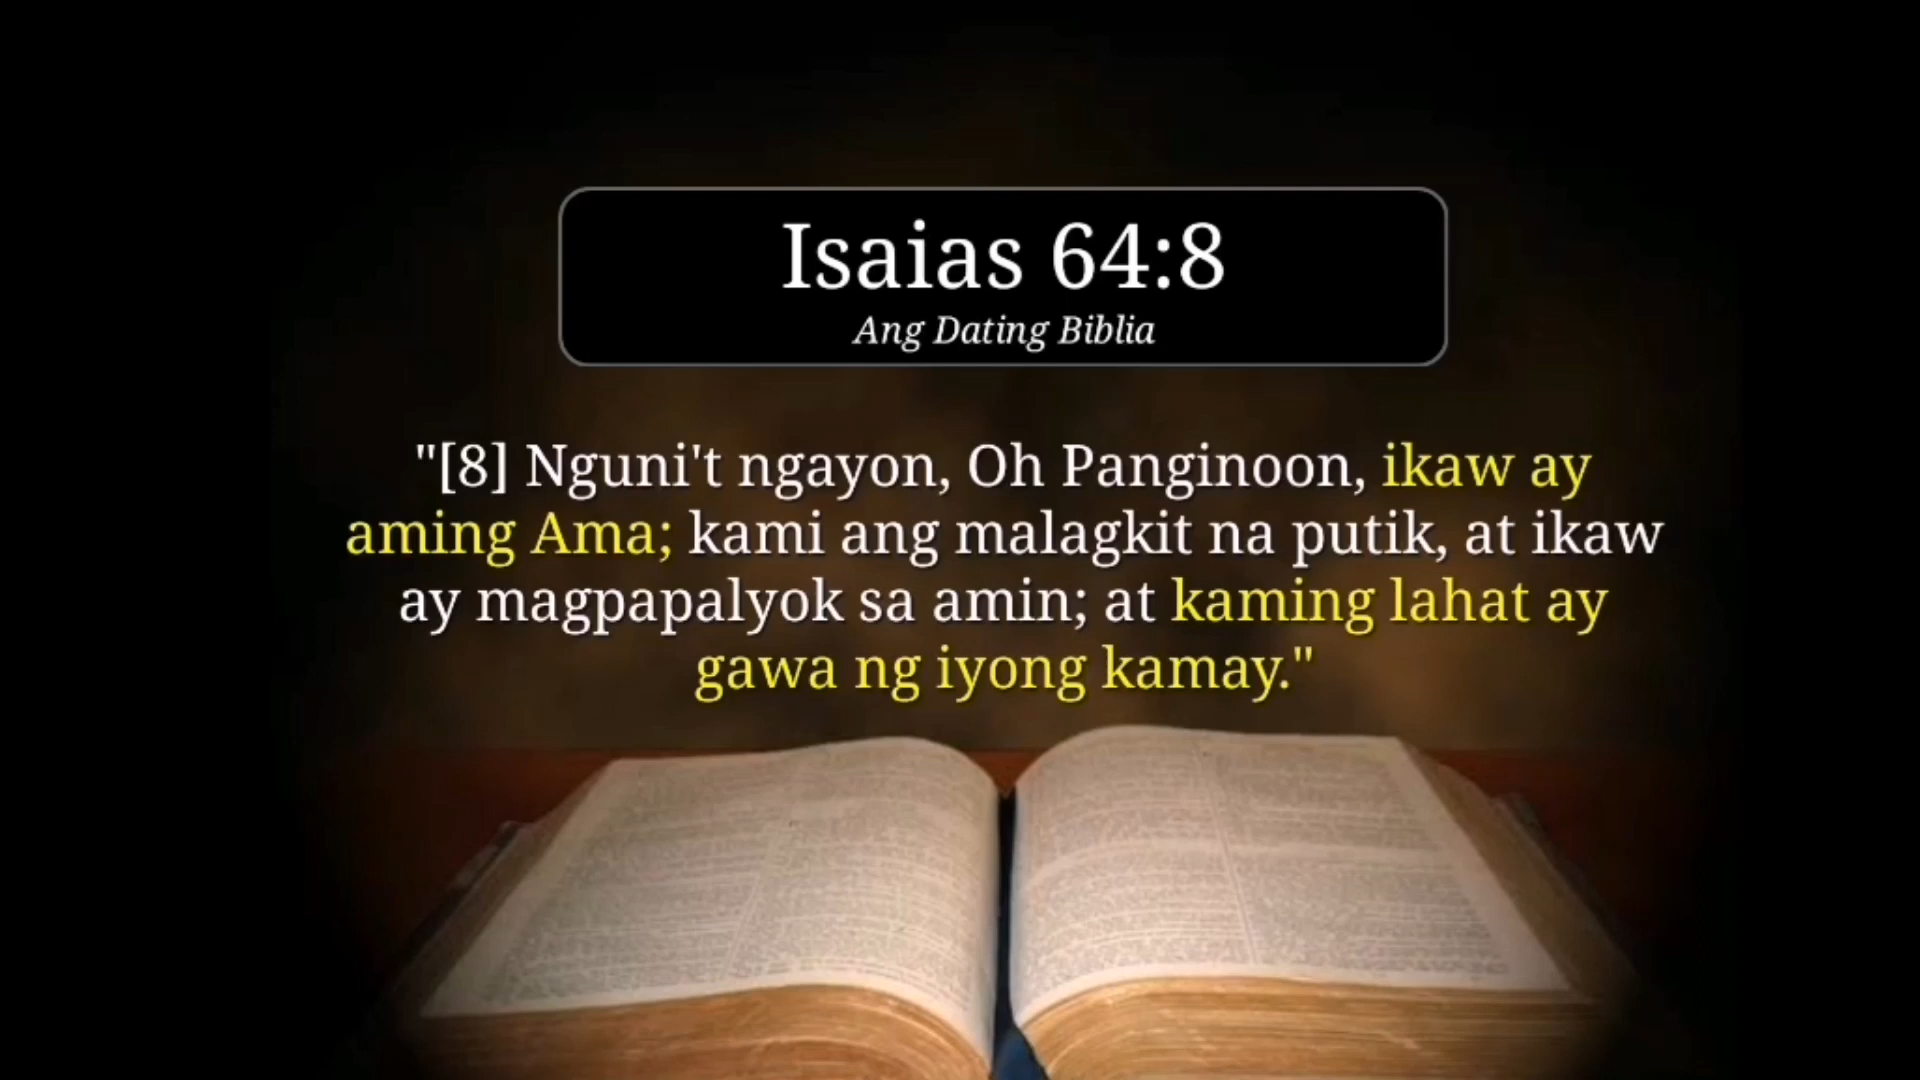 Isaias 64:8
Ang Dating Biblia
"[8] Nguni't ngayon, Oh Panginoon, ikaw ay
aming Ama; kami ang malagkit na putik, at ikaw
ay magpapalyok sa amin; at kaming lahat ay
gawa ng iyong kamay."